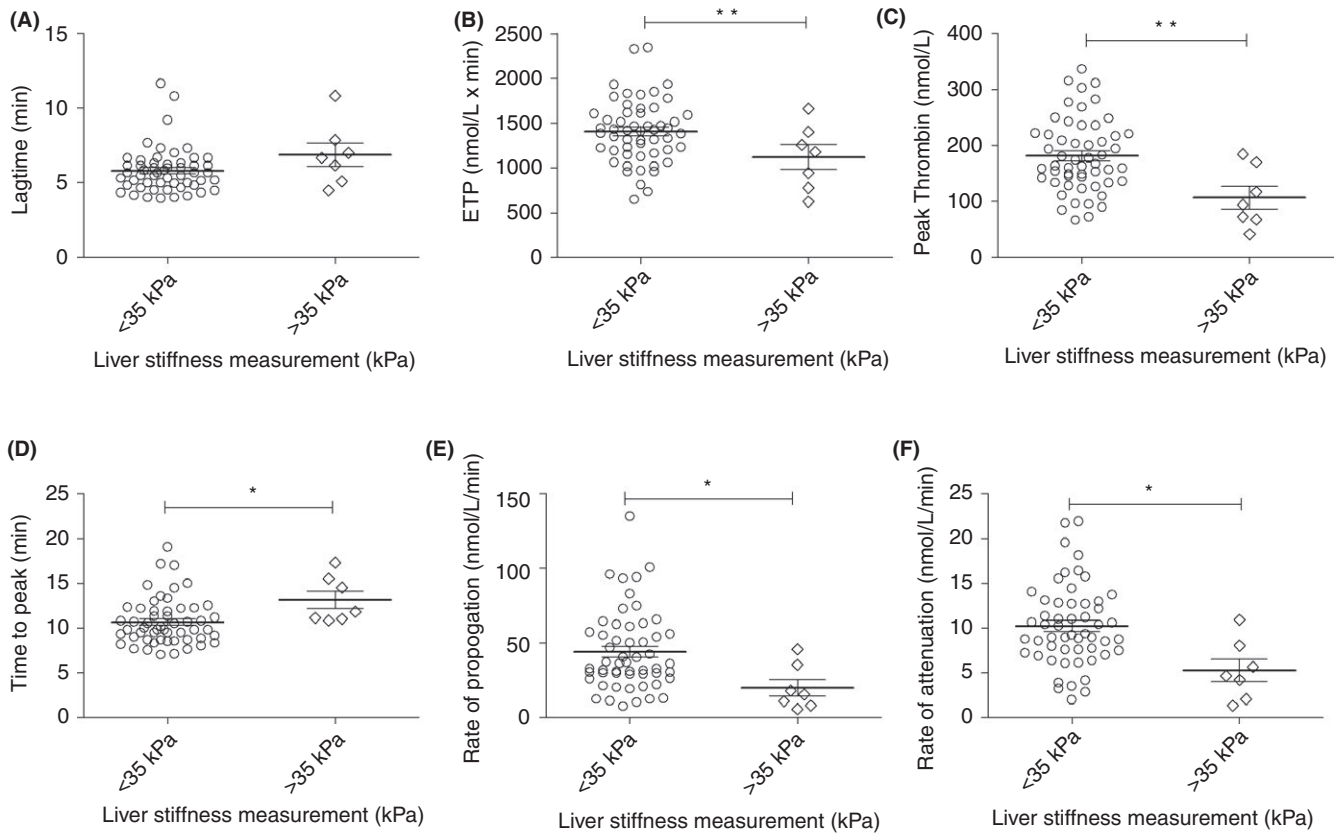 (A)
Lagtime (min)
15
10
5
0
<35 kPa
>35 kPa
Liver stiffness measurement (kPa)
(B)
* *
ETP (nmol/L x min)
2500
2000
1500
1000
500
0
<35 kPa
>35 kPa
Liver stiffness measurement (kPa)
(C)
* *
Peak Thrombin (nmol/L)
400
300
200
100
0
<35 kPa
>35 kPa
Liver stiffness measurement (kPa)
(D)
*
Time to peak (min)
25
20
15
10
5
0
<35 kPa
>35 kPa
Liver stiffness measurement (kPa)
(E)
*
Rate of propogation (nmol/L/min)
150
100
50
0
<35 kPa
>35 kPa
Liver stiffness measurement (kPa)
(F)
*
Rate of attenuation (nmol/L/min)
25
20
15
10
5
0
<35 kPa
>35 kPa
Liver stiffness measurement (kPa)